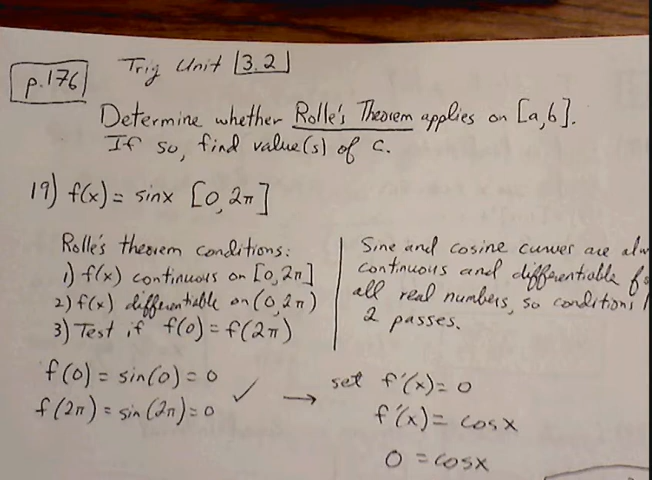 p.176
Trig Unit 3.2
Determine whether Rolle's Theorem applies on [a,b].
If so, find value(s) of c.
19) f(x) = sinx [0, 2π]
Rolle's theorem conditions:
1) f(x) continuous on [0, 2π]
2) f(x) differentiable on (0, 2π)
3) Test if f(0) = f(2π)
Sine and cosine curves are
continuous and differentiable
all real numbers, so conditions
2 passes.
f(0) = sin(0) = 0
f(2π) = sin(2π) = 0 ✓ →
set f'(x) = 0
f'(x) = cosx
0 = cosx